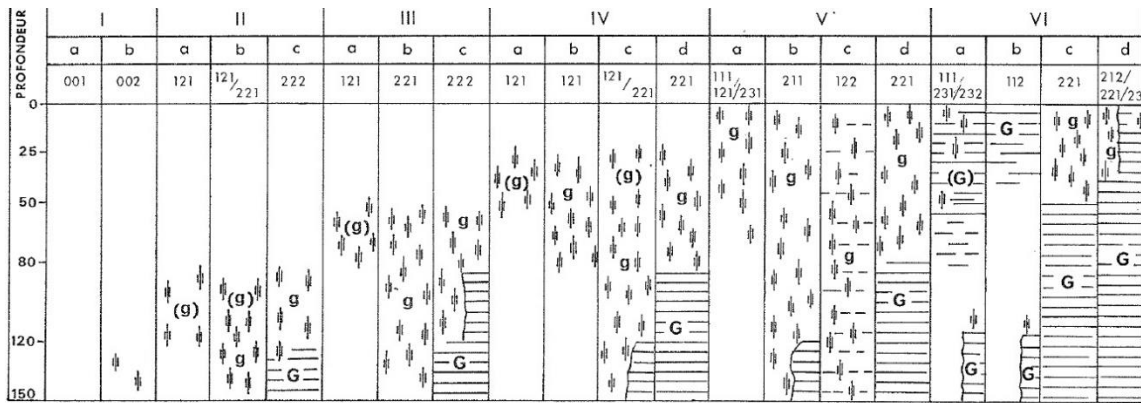 I II III IV V VI
PROFONDEUR
a b a b c a b c a b c d a b c d a b c d
001 002 121 121/221 222 121 221 222 121 121 121/221 221 111 121/231 211 122 221 111 231/232 112 221 212/ 221/23
0
g G g g
25
(g) g (g) g g g (G) g
50
(g) g g
80
(g) (g) g g g G G G
g G
120
g G G G G
150